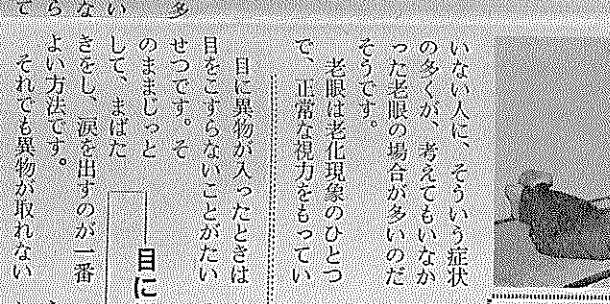 いない人に、そういう症状
の多くが、考えてもいなか
った老眼の場合が多いのだ
そうです。
老眼は老化現象のひとつ
で、正常な視力をもってい
目に異物が入ったときは
目をこすらないことがたい
せつです。そ
のままじっと
して、まばた
きをし、涙を出すのが一番
よい方法です。
それでも異物が取れない
目に